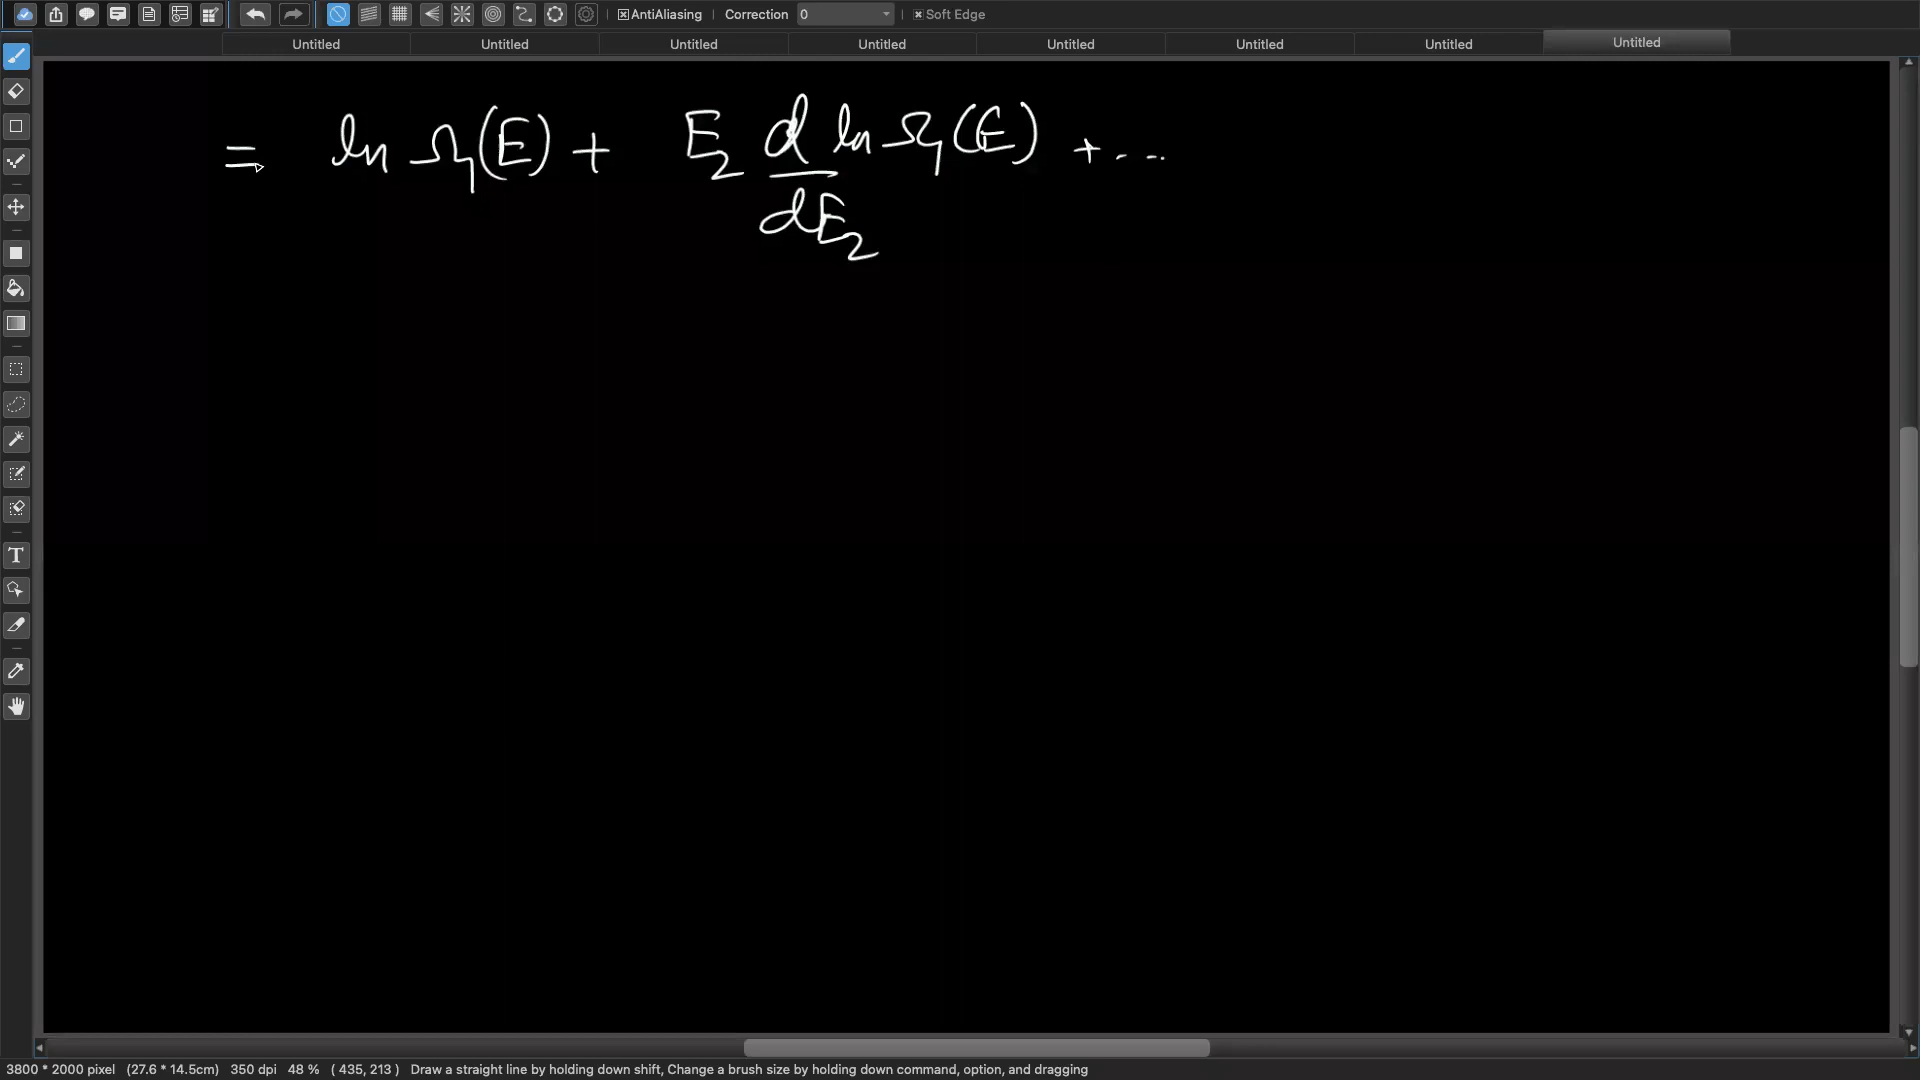 AntiAliasing Correction 0 Soft Edge
Untitled Untitled Untitled Untitled Untitled Untitled Untitled Untitled
= ln Ω₁(E) + E₂ d ln Ω₁(E) + ...
dE₂
T
3800 * 2000 pixel (27.6 * 14.5cm) 350 dpi 48 % ( 435, 213 ) Draw a straight line by holding down shift, Change a brush size by holding down command, option, and dragging